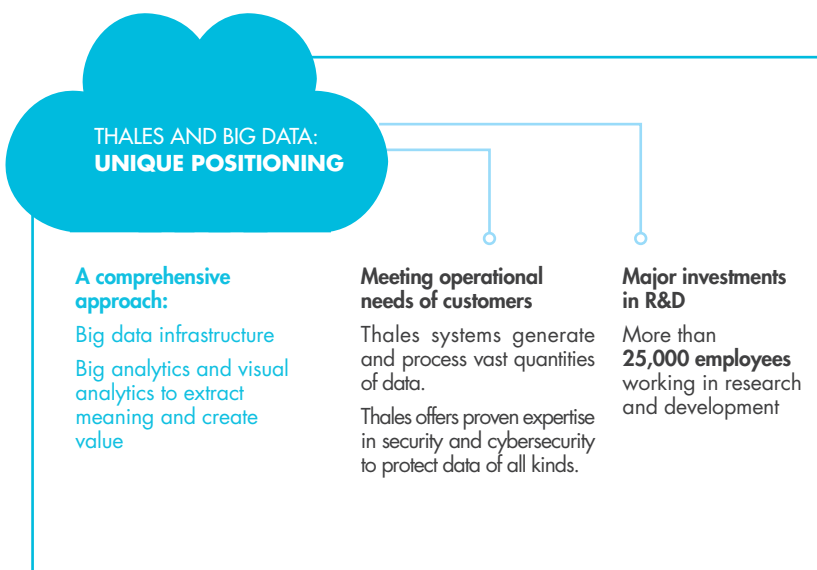 THALES AND BIG DATA:
UNIQUE POSITIONING
A comprehensive
approach:
Big data infrastructure
Big analytics and visual
analytics to extract
meaning and create
value
Meeting operational
needs of customers
Thales systems generate
and process vast quantities
of data.
Thales offers proven expertise
in security and cybersecurity
to protect data of all kinds.
Major investments
in R&D
More than
25,000 employees
working in research
and development